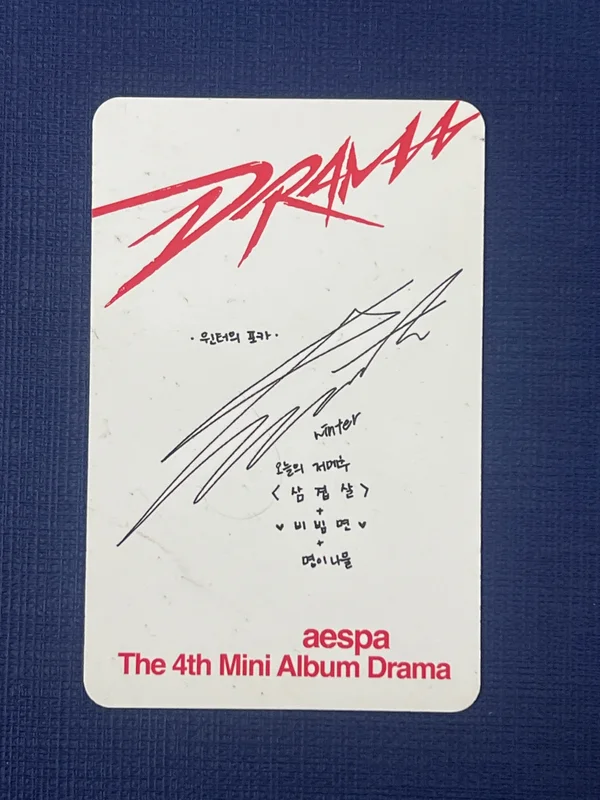 DRAMA
· 윈터의 포카 ·
winter
오늘의 저메추
< 삼 겹 살 >
+
♥ 비 빔 면 ♥
+
명이나물
aespa
The 4th Mini Album Drama